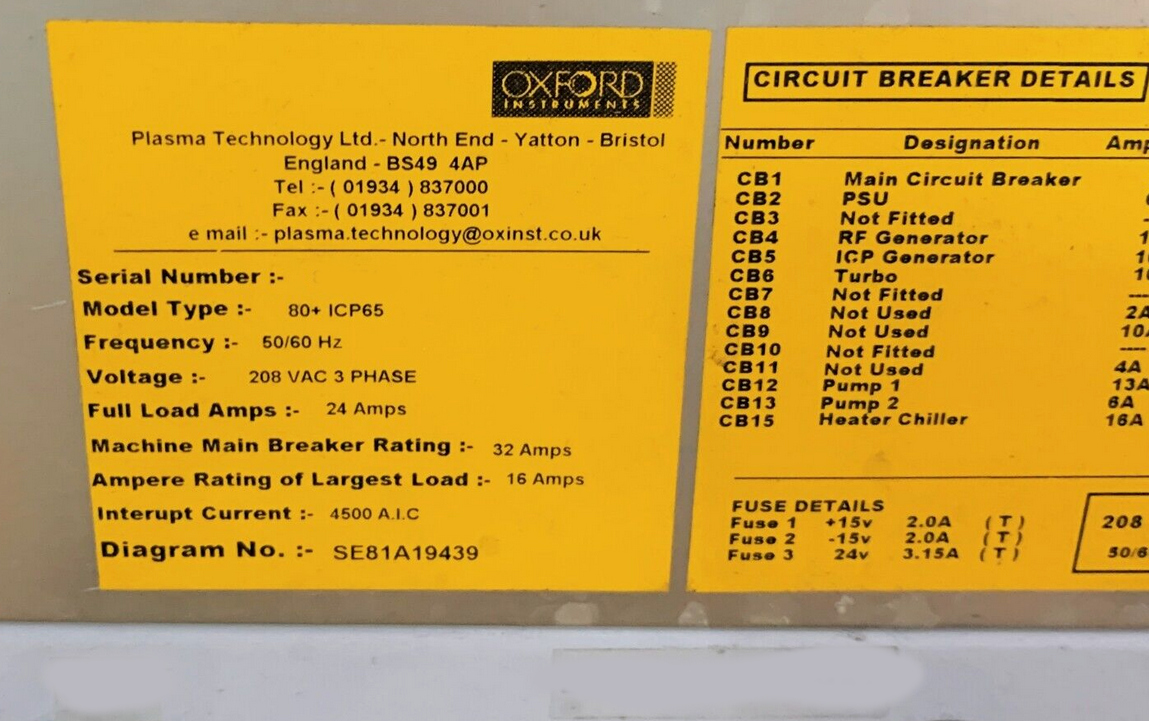 OXFORD
INSTRUMENTS
Plasma Technology Ltd.- North End - Yatton - Bristol
England - BS49 4AP
Tel :- ( 01934 ) 837000
Fax :- ( 01934 ) 837001
e mail :- plasma.technology@oxinst.co.uk
Serial Number :-
Model Type :- 80+ ICP65
Frequency :- 50/60 Hz
Voltage :- 208 VAC 3 PHASE
Full Load Amps :- 24 Amps
Machine Main Breaker Rating :- 32 Amps
Ampere Rating of Largest Load :- 16 Amps
Interupt Current :- 4500 A.I.C
Diagram No. :- SE81A19439
CIRCUIT BREAKER DETAILS
Number Designation
CB1 Main Circuit Breaker
CB2 PSU
CB3 Not Fitted
CB4 RF Generator
CB5 ICP Generator
CB6 Turbo
CB7 Not Fitted
CB8 Not Used 2A
CB9 Not Used 10A
CB10 Not Fitted ----
CB11 Not Used 4A
CB12 Pump 1 13A
CB13 Pump 2 6A
CB15 Heater Chiller 16A
FUSE DETAILS
Fuse 1 +15v 2.0A ( T )
Fuse 2 -15v 2.0A ( T )
Fuse 3 24v 3.15A ( T )
208
50/6